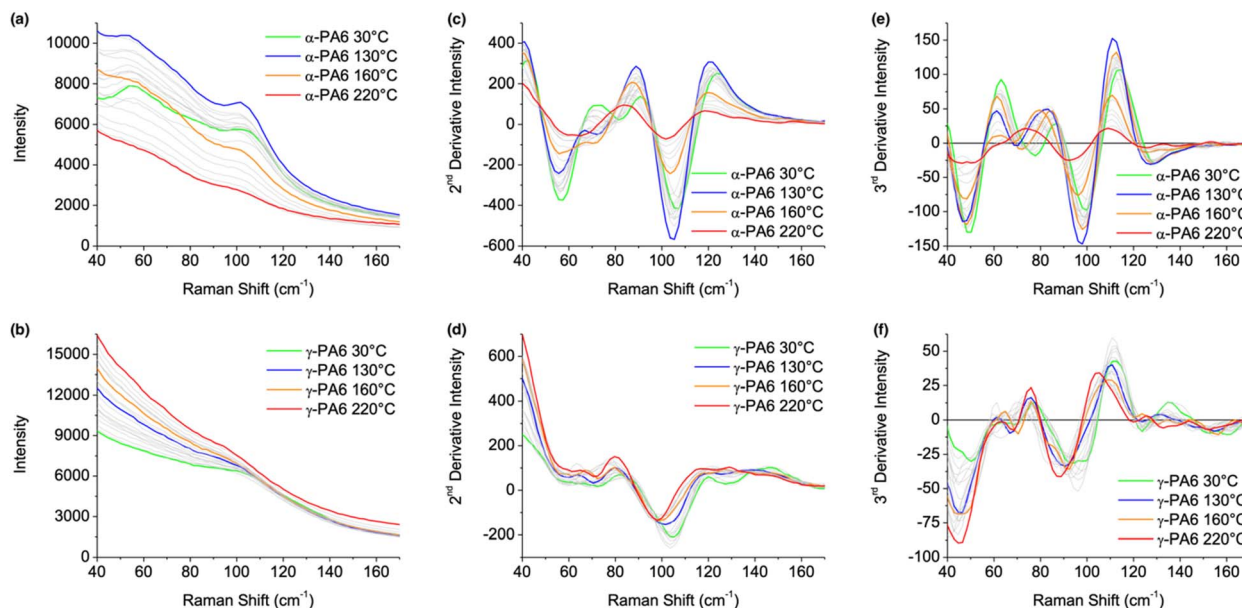 (a)
Intensity
10000
8000
6000
4000
2000
0
40 60 80 100 120 140 160
Raman Shift (cm⁻¹)
α-PA6 30°C
α-PA6 130°C
α-PA6 160°C
α-PA6 220°C
(c)
2ⁿᵈ Derivative Intensity
400
200
0
-200
-400
-600
40 60 80 100 120 140 160
Raman Shift (cm⁻¹)
α-PA6 30°C
α-PA6 130°C
α-PA6 160°C
α-PA6 220°C
(e)
3ʳᵈ Derivative Intensity
150
100
50
0
-50
-100
-150
40 60 80 100 120 140 160
Raman Shift (cm⁻¹)
α-PA6 30°C
α-PA6 130°C
α-PA6 160°C
α-PA6 220°C
(b)
Intensity
15000
12000
9000
6000
3000
0
40 60 80 100 120 140 160
Raman Shift (cm⁻¹)
γ-PA6 30°C
γ-PA6 130°C
γ-PA6 160°C
γ-PA6 220°C
(d)
2ⁿᵈ Derivative Intensity
600
400
200
0
-200
40 60 80 100 120 140 160
Raman Shift (cm⁻¹)
γ-PA6 30°C
γ-PA6 130°C
γ-PA6 160°C
γ-PA6 220°C
(f)
3ʳᵈ Derivative Intensity
50
25
0
-25
-50
-75
-100
40 60 80 100 120 140 160
Raman Shift (cm⁻¹)
γ-PA6 30°C
γ-PA6 130°C
γ-PA6 160°C
γ-PA6 220°C